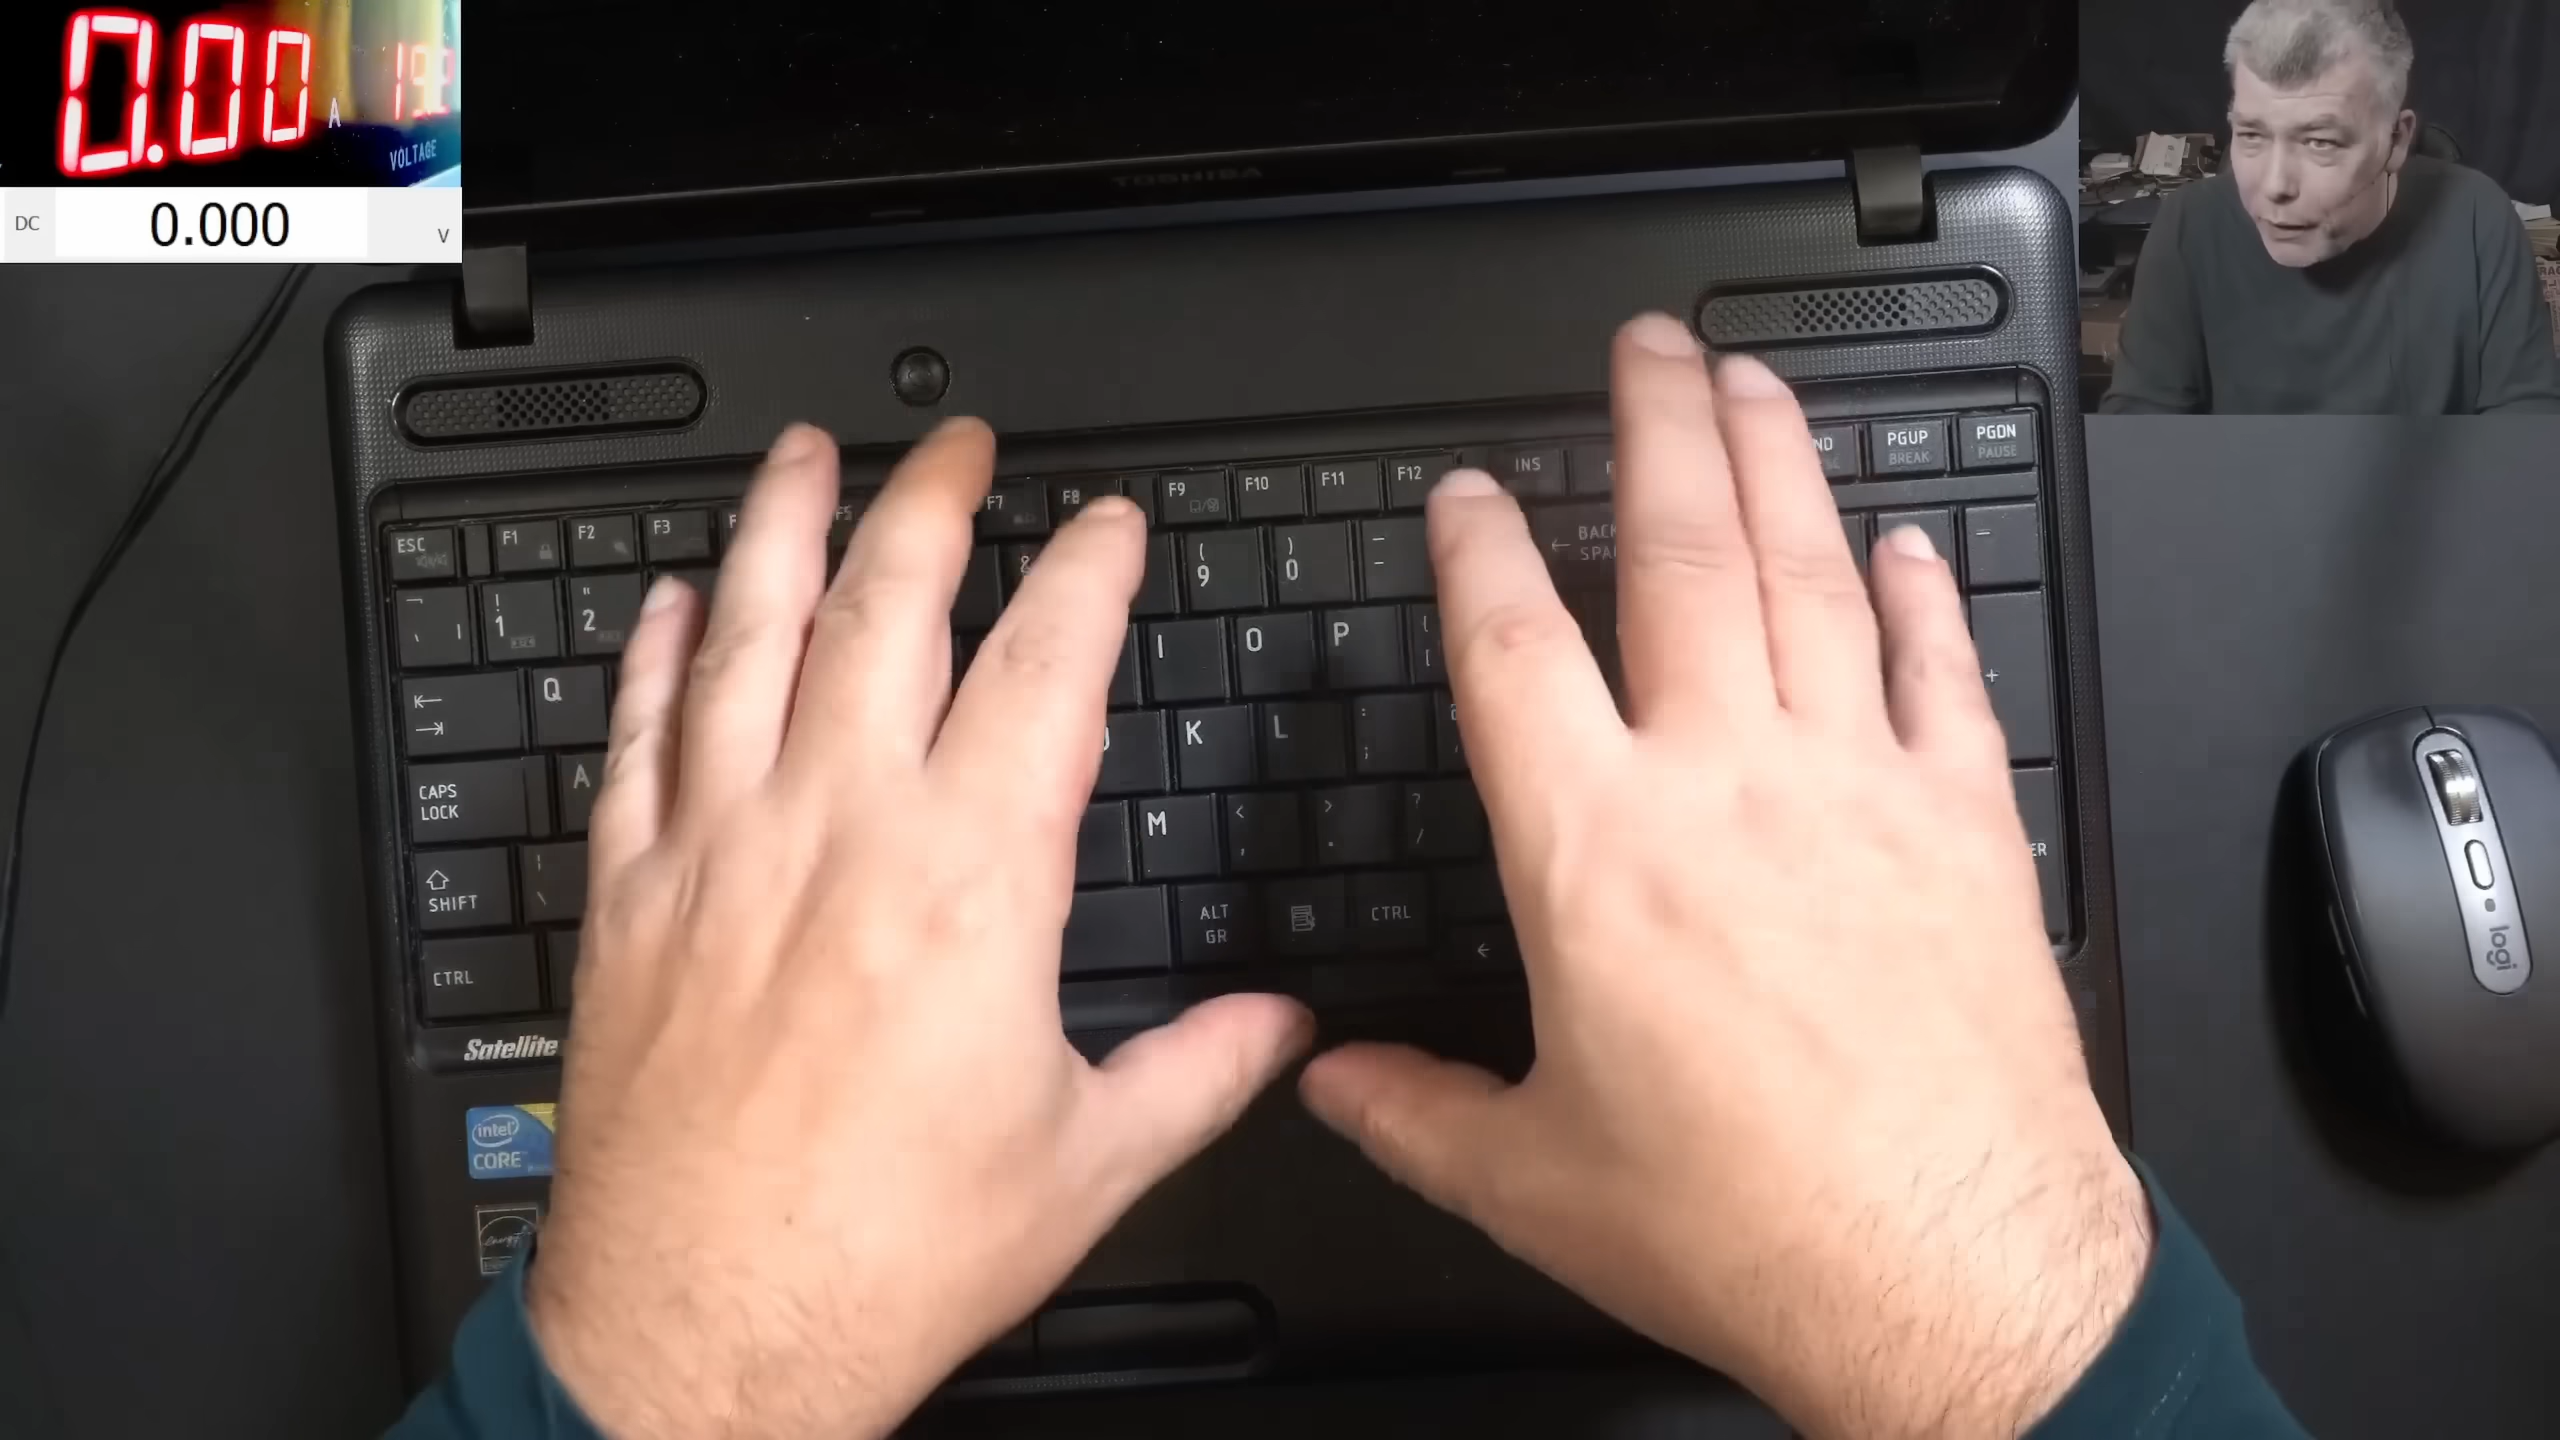 0.00 A
VOLTAGE
DC 0.000 V
TOSHIBA
PGUP PGDN
BREAK PAUSE
ESC F1 F2 F3 F5 F7 F8 F9 F10 F11 F12 INS
! " & ( ) _
1 2 9 0 -
BACK
Q I O P { [
A K L : ;
CAPS
LOCK
M < , > . ? /
SHIFT | \
CTRL ALT
GR CTRL
+
-
Satellite
intel
CORE
energy
logi